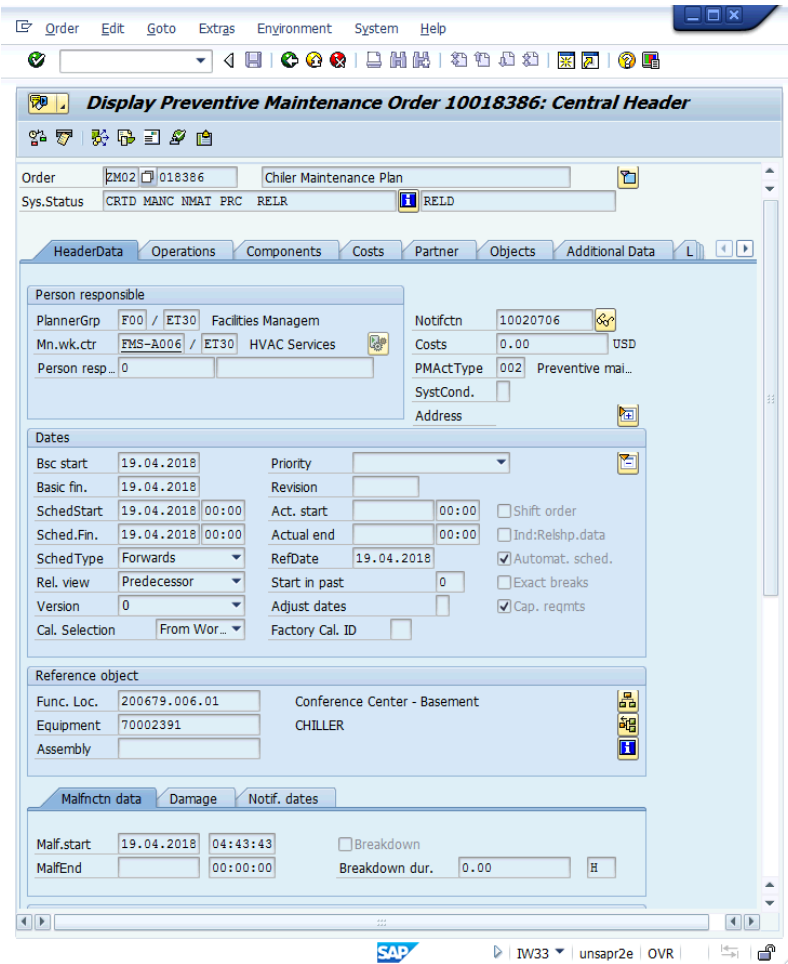 Order Edit Goto Extras Environment System Help
Display Preventive Maintenance Order 10018386: Central Header
Order ZM02 018386 Chiler Maintenance Plan
Sys.Status CRTD MANC NMAT PRC RELR RELD
HeaderData Operations Components Costs Partner Objects Additional Data L
Person responsible
PlannerGrp F00 / ET30 Facilities Managem Notifctn 10020706
Mn.wk.ctr FMS-A006 / ET30 HVAC Services Costs 0.00 USD
Person resp... 0 PMActType 002 Preventive mai...
SystCond.
Address
Dates
Bsc start 19.04.2018 Priority
Basic fin. 19.04.2018 Revision
SchedStart 19.04.2018 00:00 Act. start 00:00 Shift order
Sched.Fin. 19.04.2018 00:00 Actual end 00:00 Ind:Relshp.data
SchedType Forwards RefDate 19.04.2018 Automat. sched.
Rel. view Predecessor Start in past 0 Exact breaks
Version 0 Adjust dates Cap. reqmts
Cal. Selection From Wor... Factory Cal. ID
Reference object
Func. Loc. 200679.006.01 Conference Center - Basement
Equipment 70002391 CHILLER
Assembly
Malfnctn data Damage Notif. dates
Malf.start 19.04.2018 04:43:43 Breakdown
MalfEnd 00:00:00 Breakdown dur. 0.00 H
SAP IW33 unsapr2e OVR